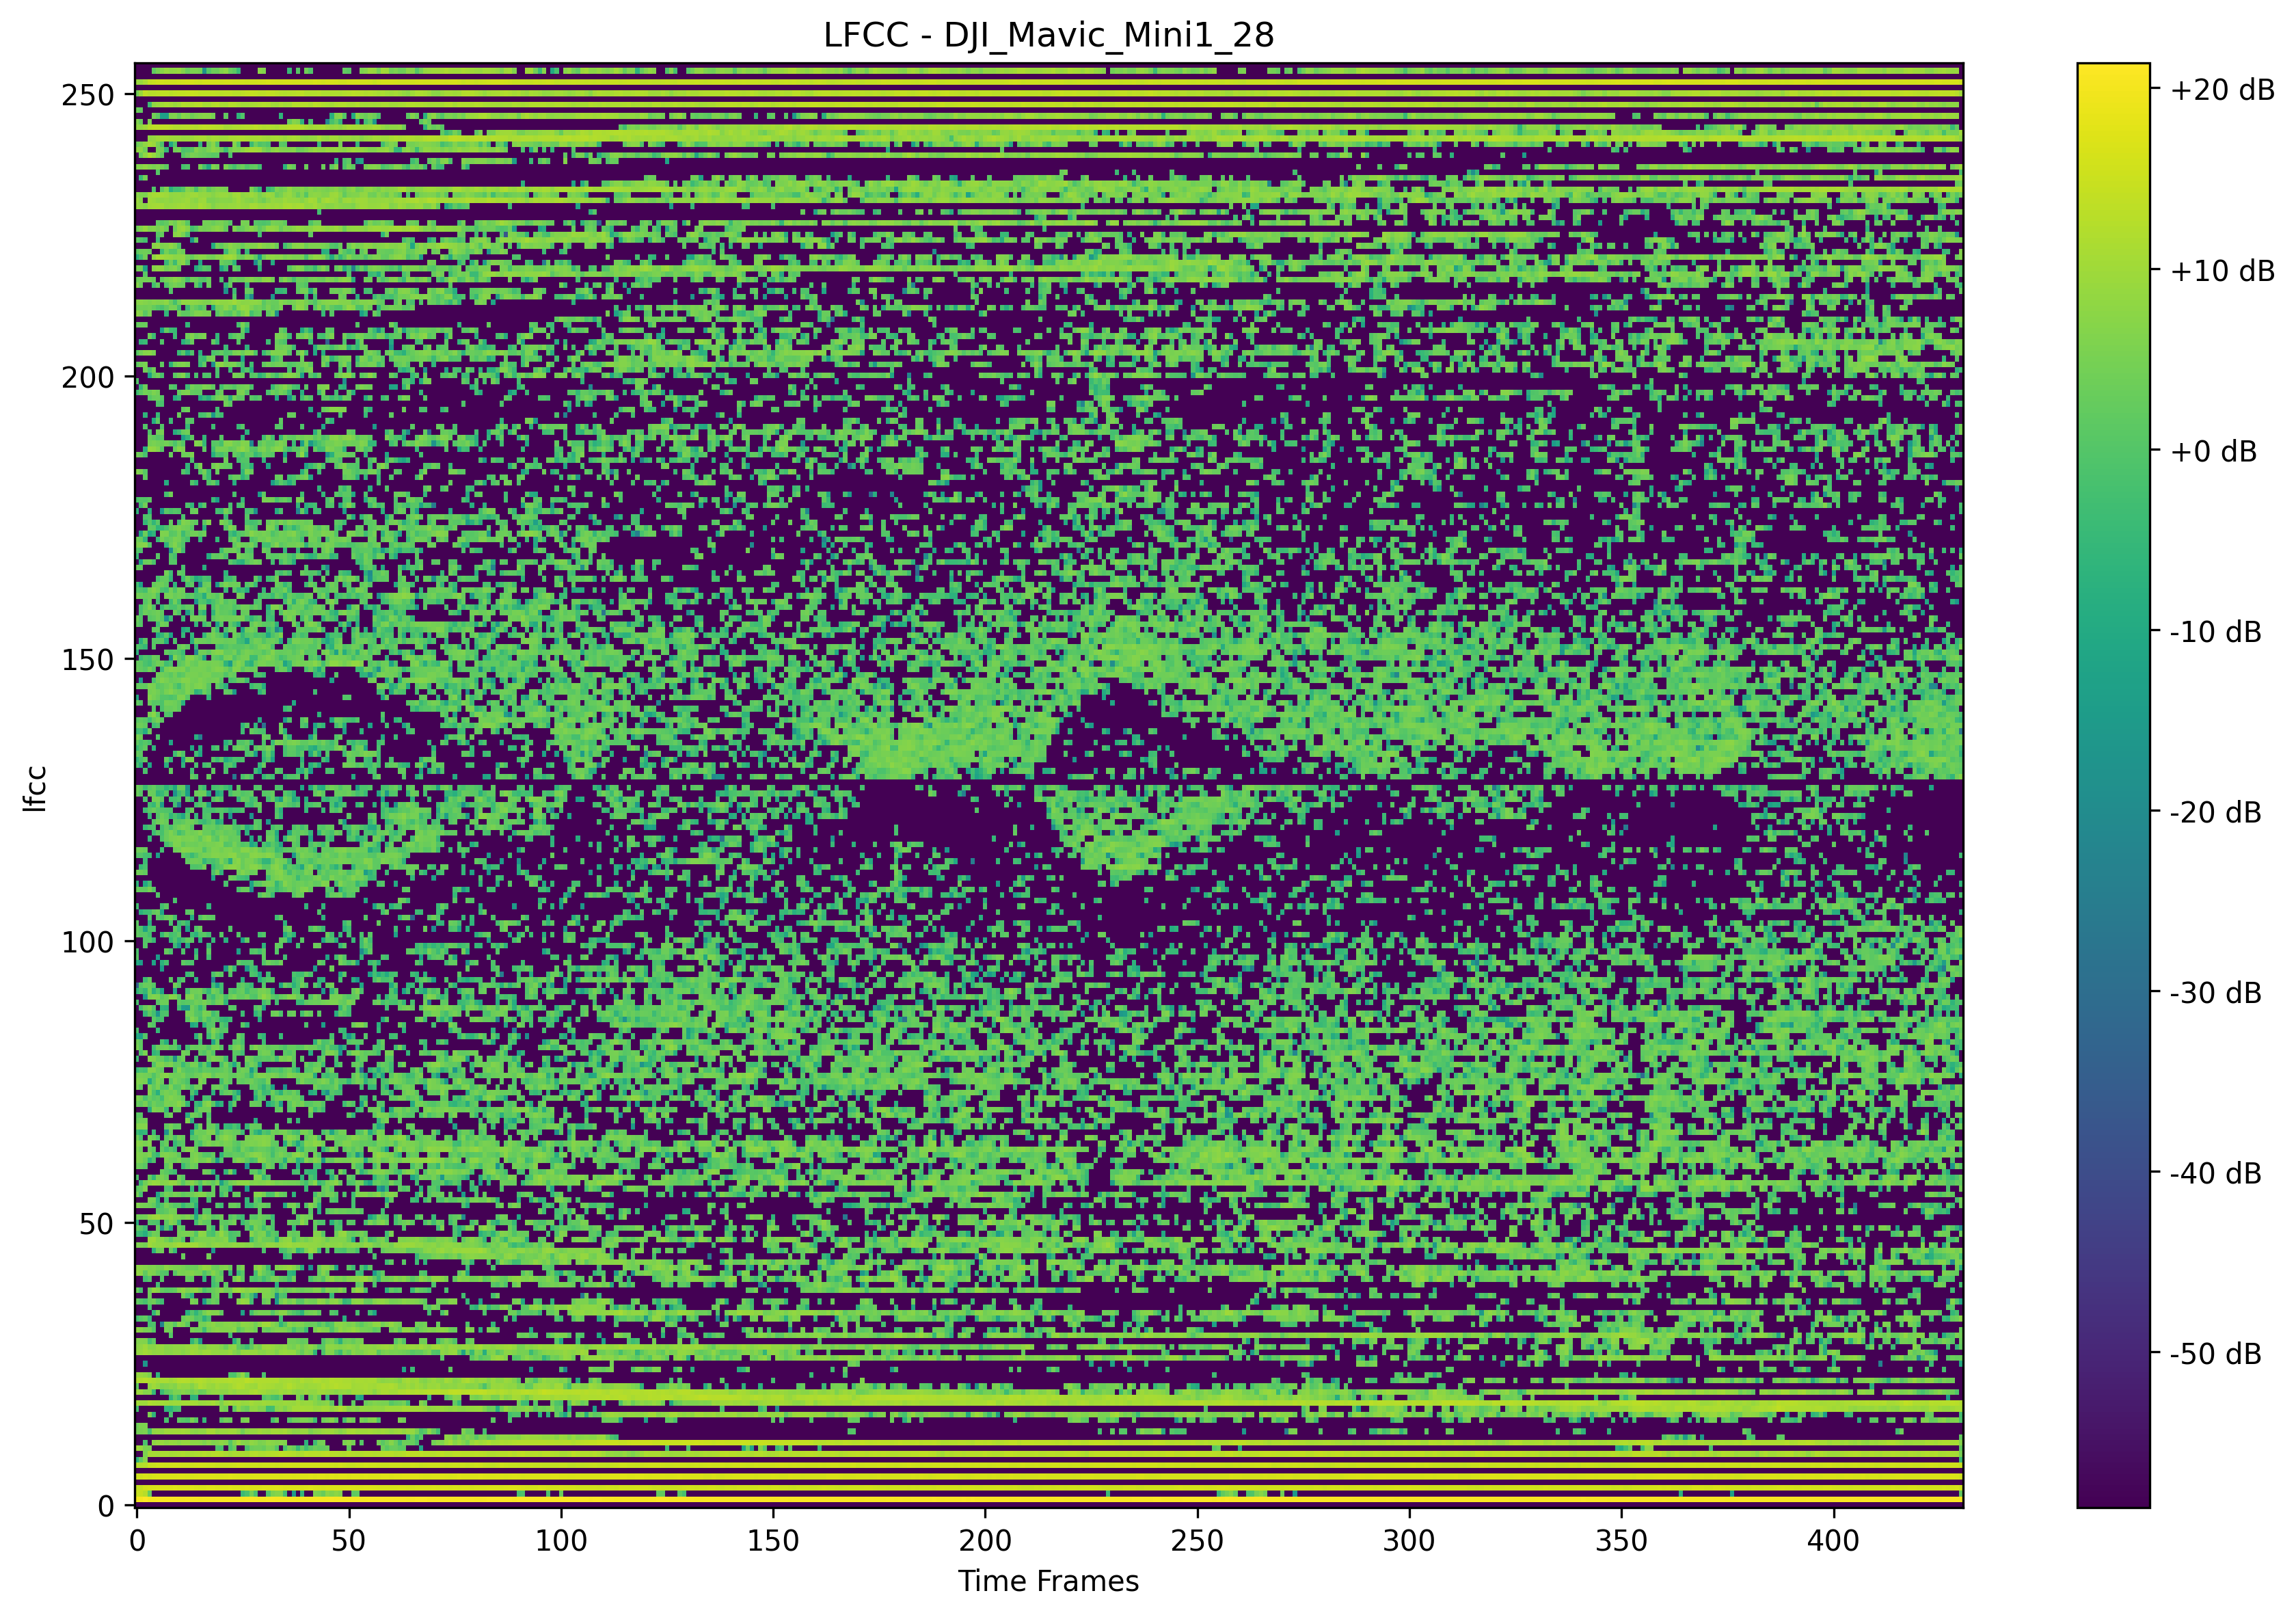 LFCC - DJI_Mavic_Mini1_28
250
200
150
100
50
0
lfcc
0 50 100 150 200 250 300 350 400
Time Frames
+20 dB
+10 dB
+0 dB
-10 dB
-20 dB
-30 dB
-40 dB
-50 dB